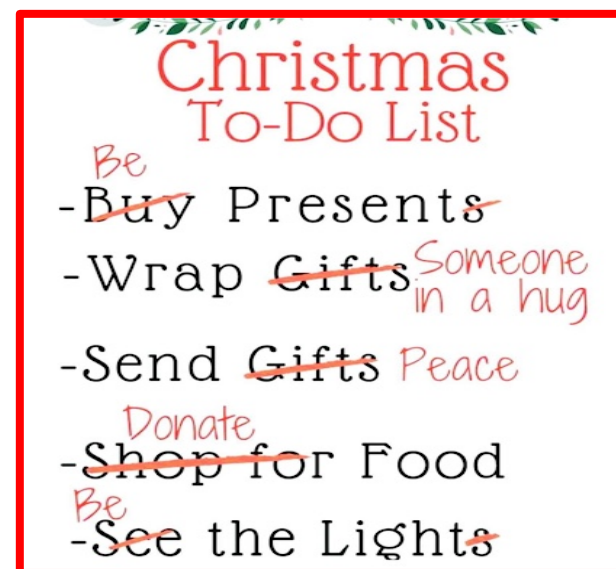 Christmas
To-Do List
Be
-Buy Presents
-Wrap Gifts Someone
in a hug
-Send Gifts Peace
Donate
-Shop for Food
Be
-See the Lights